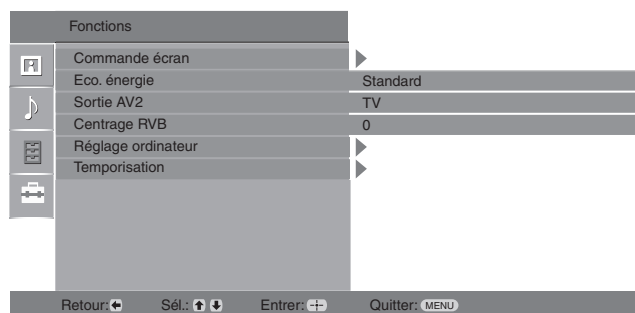 Fonctions
Commande écran
Eco. énergie Standard
Sortie AV2 TV
Centrage RVB 0
Réglage ordinateur
Temporisation
Retour: Sél.: Entrer: Quitter: MENU